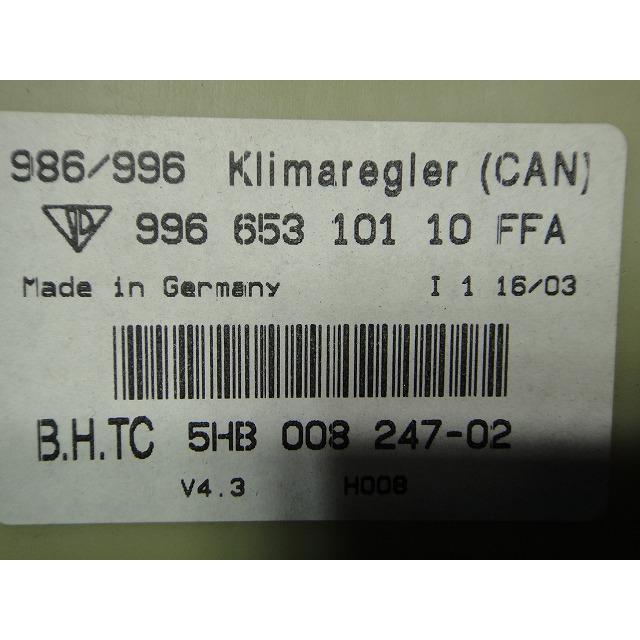 986/996 Klimaregler (CAN)
996 653 101 10 FFA
Made in Germany I 1 16/03
B.H.TC 5HB 008 247-02
V4.3 H008